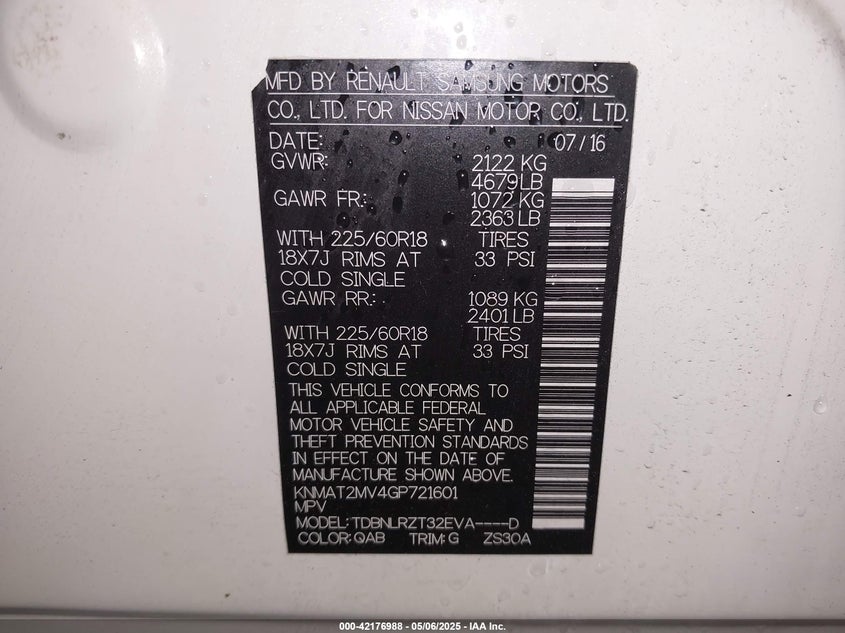 MFD BY RENAULT SAMSUNG MOTORS
CO., LTD. FOR NISSAN MOTOR CO., LTD.
DATE: 07/16
GVWR: 2122 KG
4679 LB
GAWR FR: 1072 KG
2363 LB
WITH 225/60R18 TIRES
18X7J RIMS AT 33 PSI
COLD SINGLE
GAWR RR: 1089 KG
2401 LB
WITH 225/60R18 TIRES
18X7J RIMS AT 33 PSI
COLD SINGLE
THIS VEHICLE CONFORMS TO
ALL APPLICABLE FEDERAL
MOTOR VEHICLE SAFETY AND
THEFT PREVENTION STANDARDS
IN EFFECT ON THE DATE OF
MANUFACTURE SHOWN ABOVE.
KNMAT2MV4GP721601
MPV
MODEL: TDBNLRZT32EVA----D
COLOR: QAB TRIM: G ZS30A
000-42176988 - 05/06/2025 - IAA Inc.